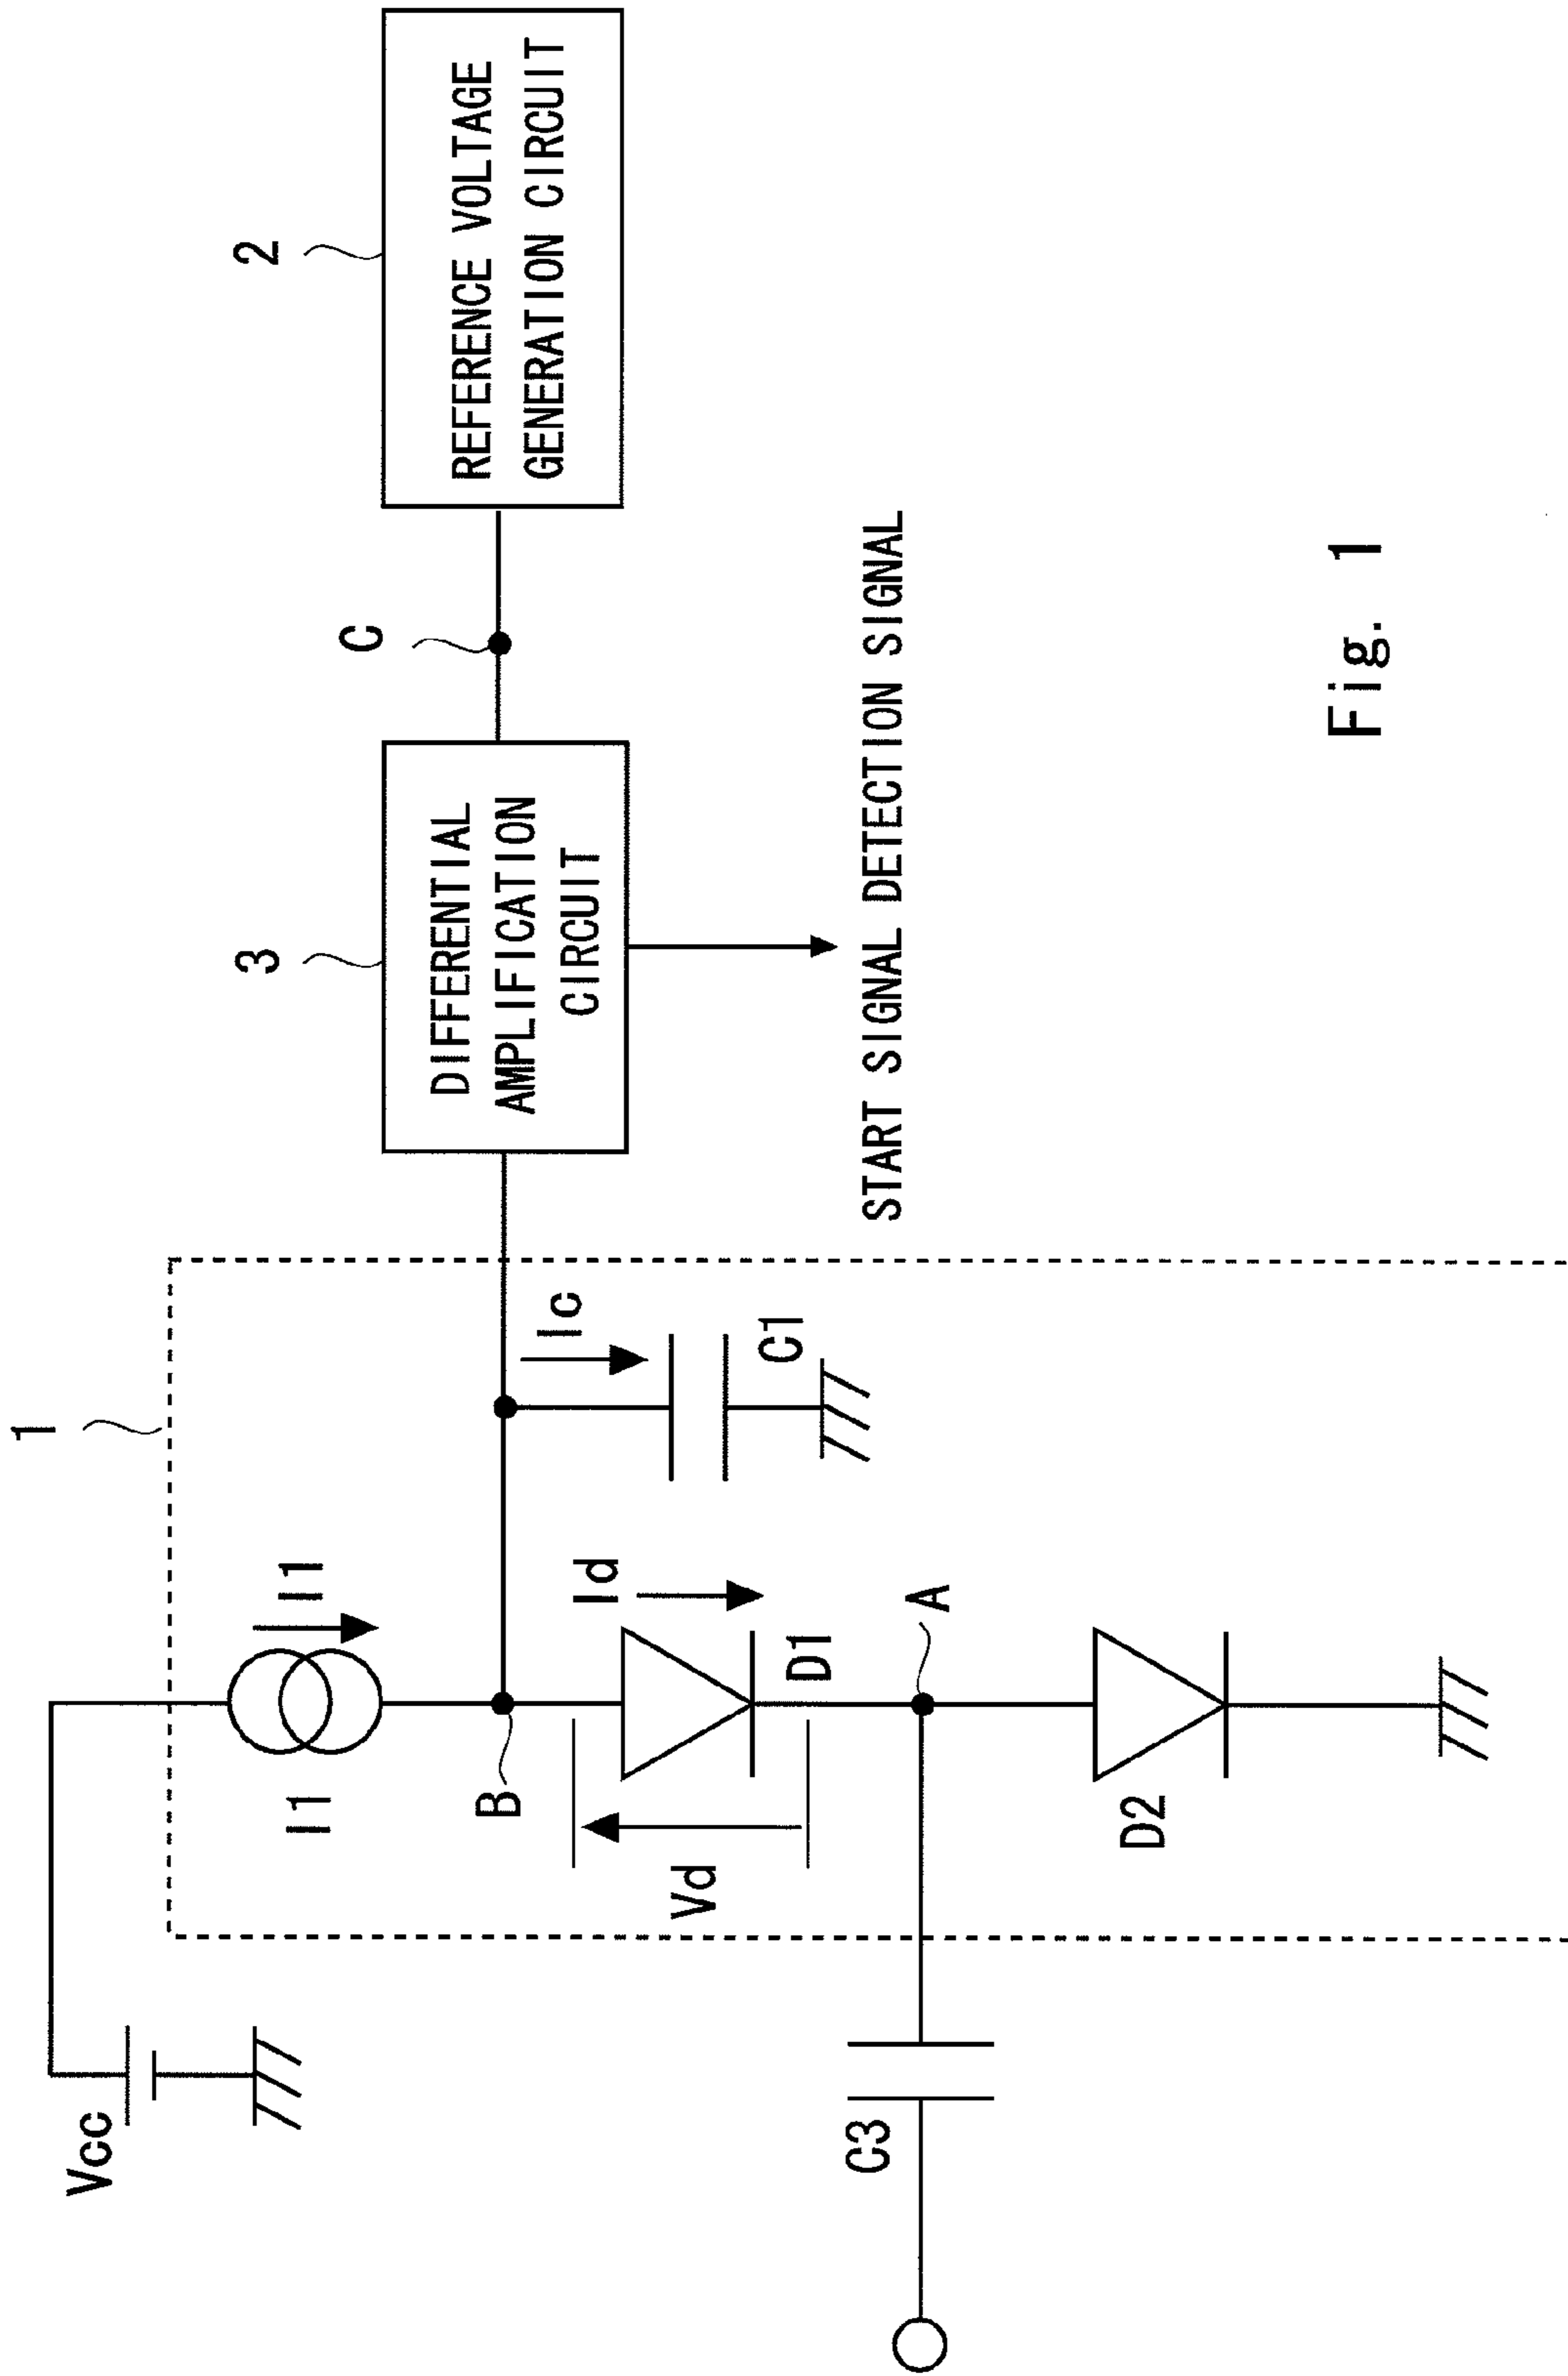 1
Vcc
I1
I1
B
Vd
Id
D1
A
Ic
C1
C3
D2
3
DIFFERENTIAL
AMPLIFICATION
CIRCUIT
C
2
REFERENCE VOLTAGE
GENERATION CIRCUIT
START SIGNAL DETECTION SIGNAL
Fig. 1